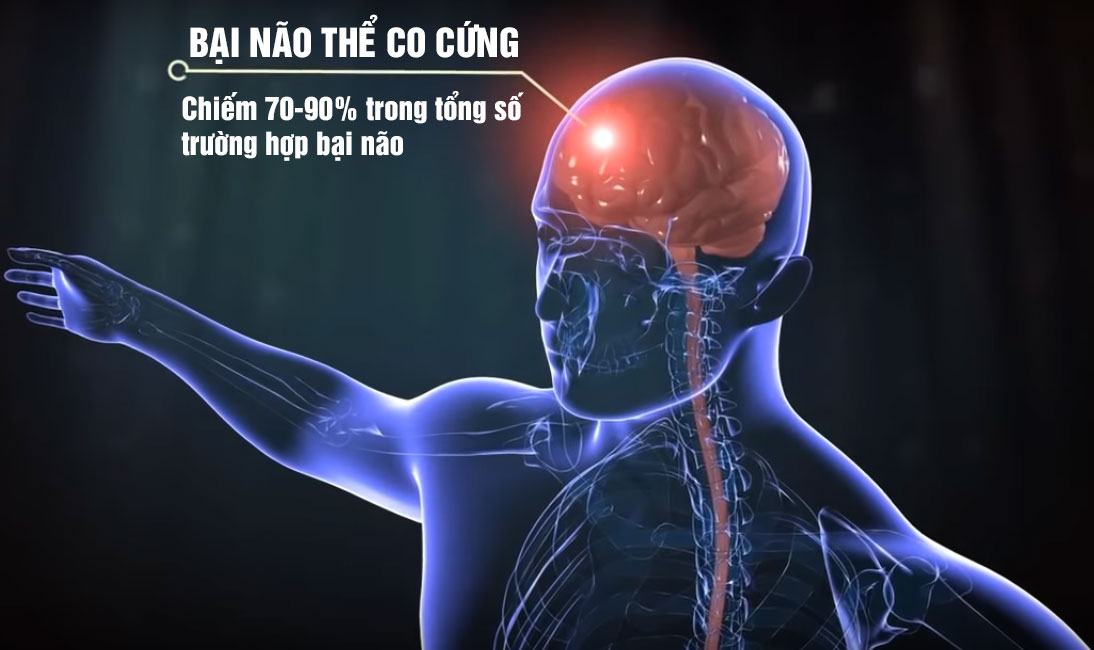 BẠI NÃO THỂ CO CỨNG
Chiếm 70-90% trong tổng số
trường hợp bại não